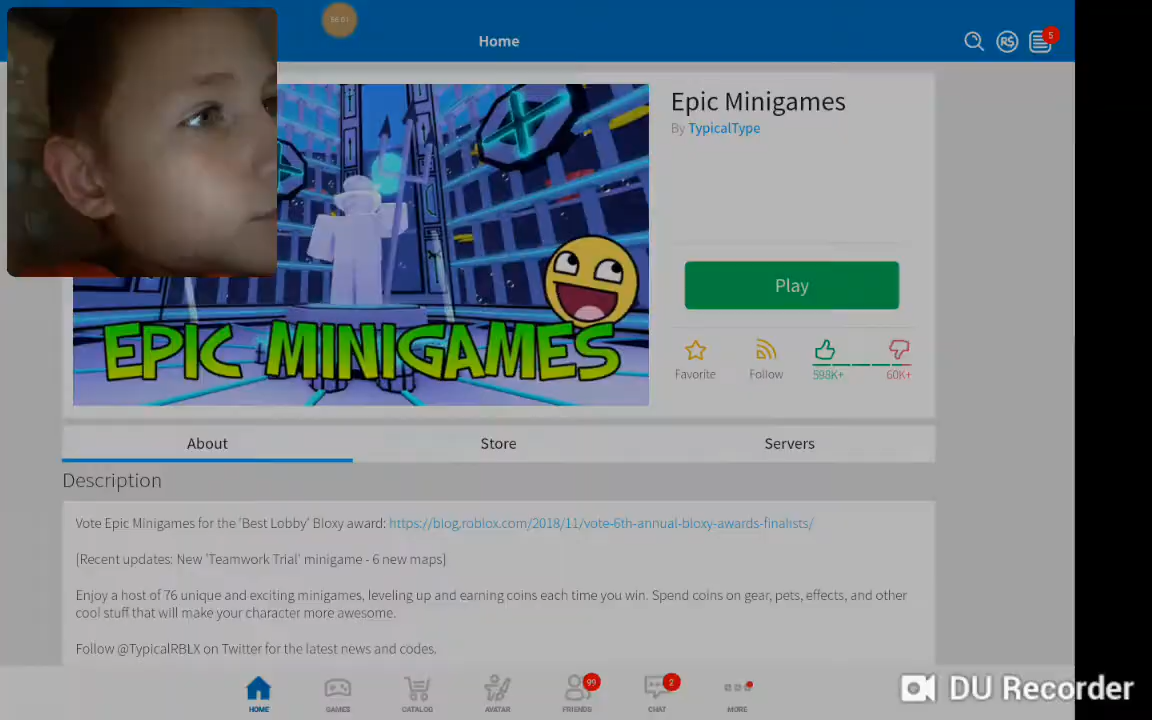 06:01
Home
5
Epic Minigames
By TypicalType
EPIC MINIGAMES
Play
Favorite
Follow
598K+
60K+
About
Store
Servers
Description
Vote Epic Minigames for the 'Best Lobby' Bloxy award: https://blog.roblox.com/2018/11/vote-6th-annual-bloxy-awards-finalists/
[Recent updates: New 'Teamwork Trial' minigame - 6 new maps]
Enjoy a host of 76 unique and exciting minigames, leveling up and earning coins each time you win. Spend coins on gear, pets, effects, and other
cool stuff that will make your character more awesome.
Follow @TypicalRBLX on Twitter for the latest news and codes.
99
2
HOME
GAMES
CATALOG
AVATAR
FRIENDS
CHAT
MORE
DU Recorder